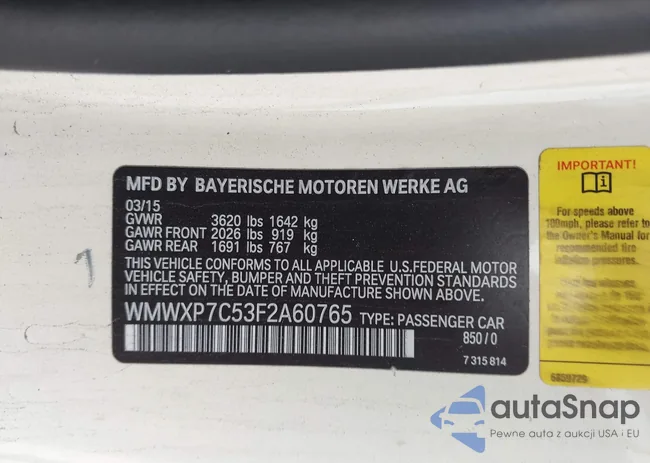 MFD BY BAYERISCHE MOTOREN WERKE AG
03/15
GVWR 3620 lbs 1642 kg
GAWR FRONT 2026 lbs 919 kg
GAWR REAR 1691 lbs 767 kg
THIS VEHICLE CONFORMS TO ALL APPLICABLE U.S.FEDERAL MOTOR
VEHICLE SAFETY, BUMPER AND THEFT PREVENTION STANDARDS
IN EFFECT ON THE DATE OF MANUFACTURE SHOWN ABOVE.
WMWXP7C53F2A60765 TYPE: PASSENGER CAR
850/0
7 315 814
IMPORTANT!
For speeds above
100mph, please refer to
the Owner's Manual for
recommended tire
inflation pressures.
6859726
1
autaSnap
Pewne auta z aukcji USA i EU